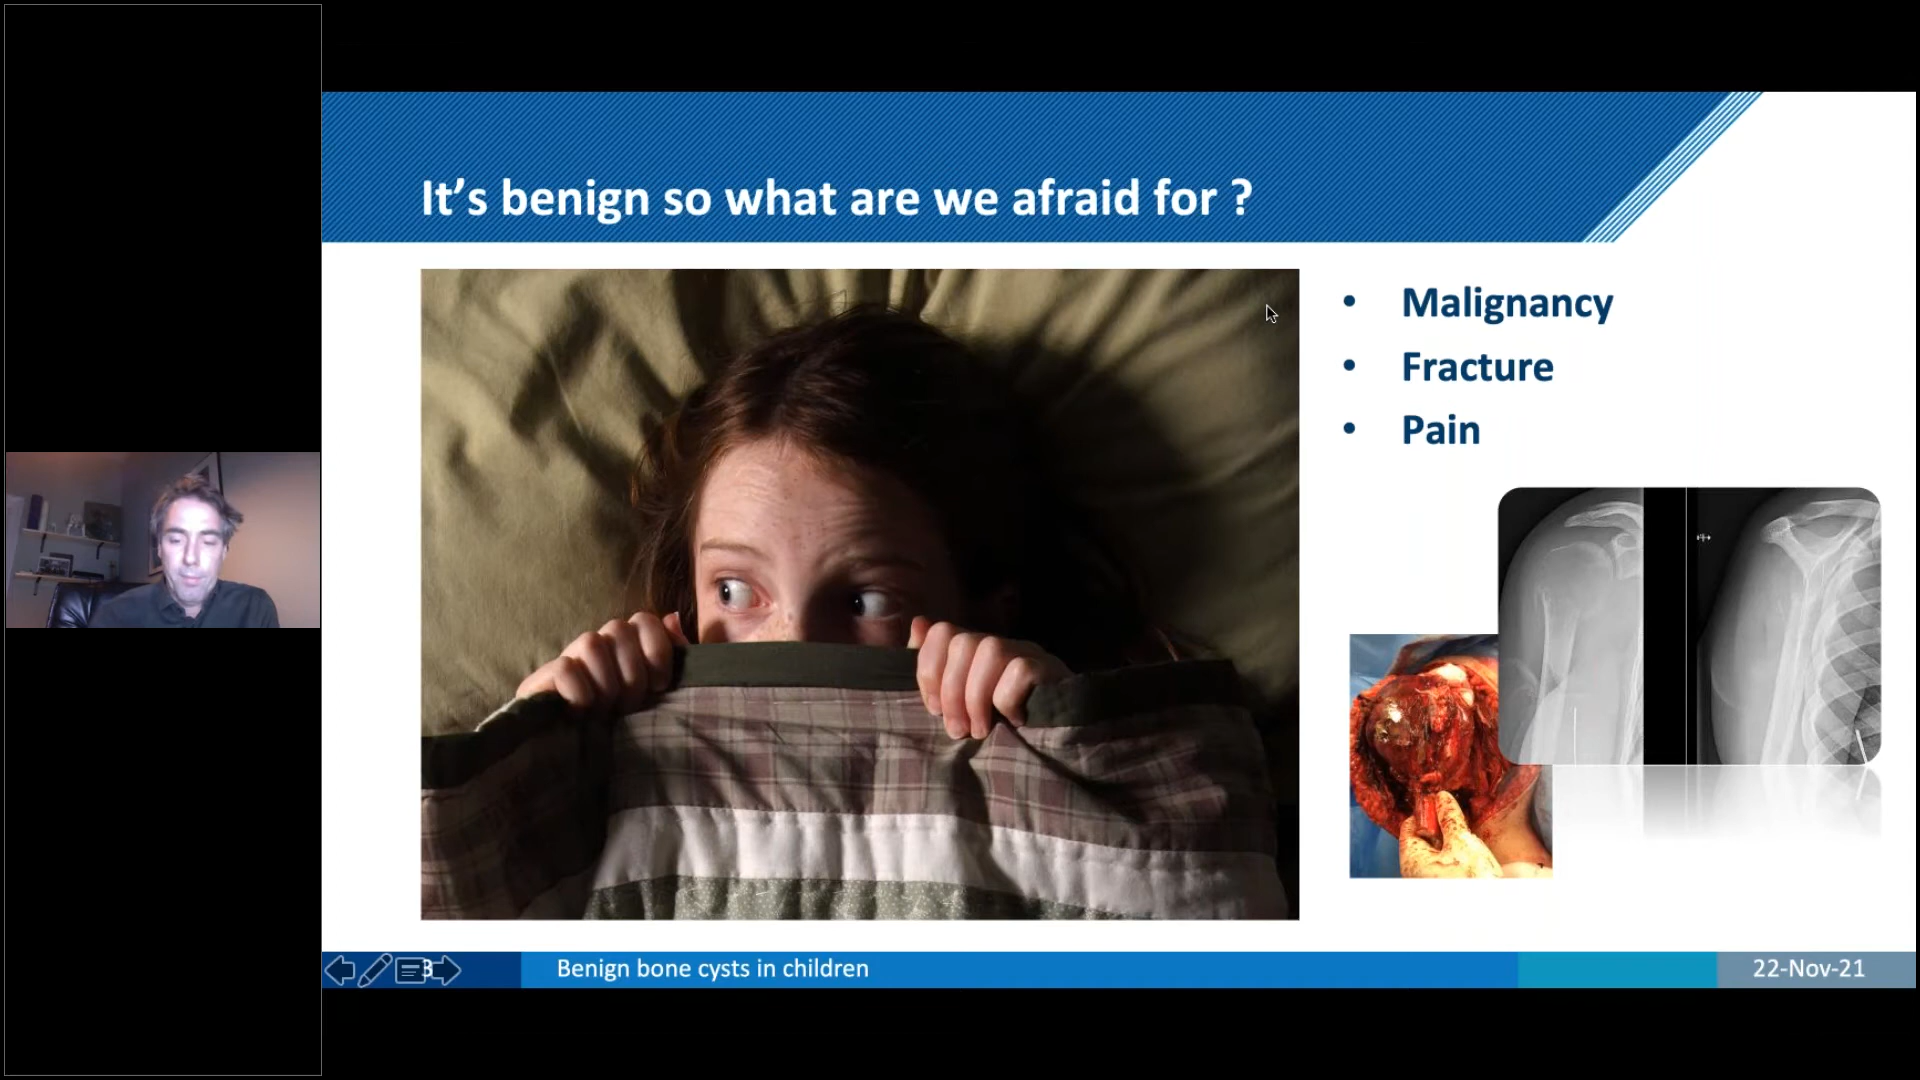 It's benign so what are we afraid for ?
• Malignancy
• Fracture
• Pain
3
Benign bone cysts in children
22-Nov-21